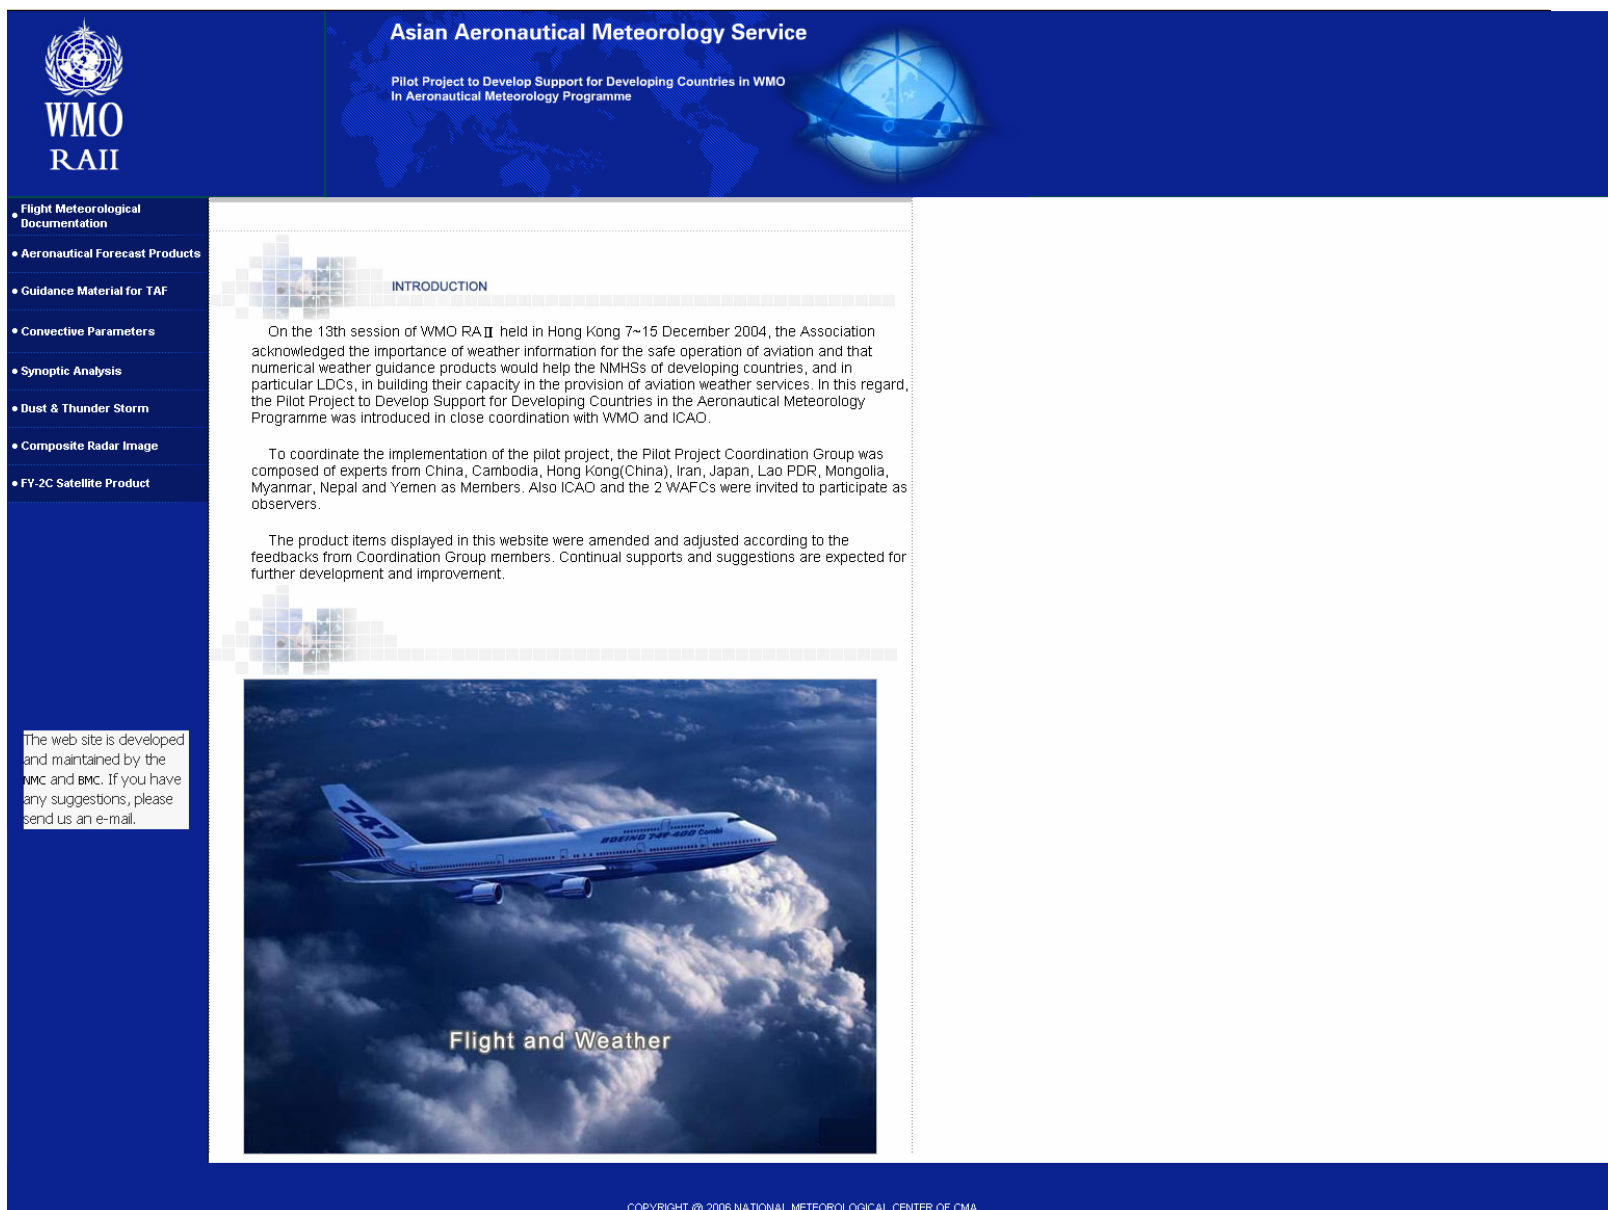 WMO
RAII
Asian Aeronautical Meteorology Service
Pilot Project to Develop Support for Developing Countries in WMO
In Aeronautical Meteorology Programme
Flight Meteorological
Documentation
Aeronautical Forecast Products
Guidance Material for TAF
Convective Parameters
Synoptic Analysis
Dust & Thunder Storm
Composite Radar Image
FY-2C Satellite Product
The web site is developed
and maintained by the
NMC and BMC. If you have
any suggestions, please
send us an e-mail.
INTRODUCTION
On the 13th session of WMO RAⅡ held in Hong Kong 7~15 December 2004, the Association
acknowledged the importance of weather information for the safe operation of aviation and that
numerical weather guidance products would help the NMHSs of developing countries, and in
particular LDCs, in building their capacity in the provision of aviation weather services. In this regard,
the Pilot Project to Develop Support for Developing Countries in the Aeronautical Meteorology
Programme was introduced in close coordination with WMO and ICAO.
To coordinate the implementation of the pilot project, the Pilot Project Coordination Group was
composed of experts from China, Cambodia, Hong Kong(China), Iran, Japan, Lao PDR, Mongolia,
Myanmar, Nepal and Yemen as Members. Also ICAO and the 2 WAFCs were invited to participate as
observers.
The product items displayed in this website were amended and adjusted according to the
feedbacks from Coordination Group members. Continual supports and suggestions are expected for
further development and improvement.
747
BOEING 747-400 Combi
Flight and Weather
COPYRIGHT @ 2006 NATIONAL METEOROLOGICAL CENTER OF CMA